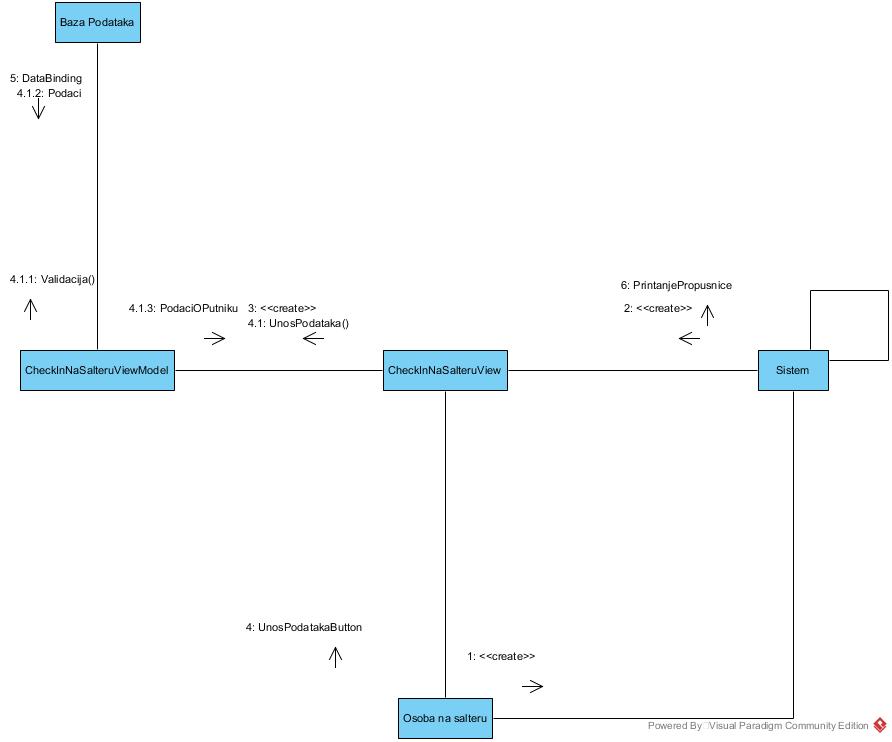 Baza Podataka
5: DataBinding
4.1.2: Podaci
4.1.1: Validacija()
4.1.3: PodaciOPutniku
3: <<create>>
4.1: UnosPodataka()
6: PrintanjePropusnice
2: <<create>>
CheckInNaSalteruViewModel
CheckInNaSalteruView
Sistem
4: UnosPodatakaButton
1: <<create>>
Osoba na salteru
Powered By Visual Paradigm Community Edition